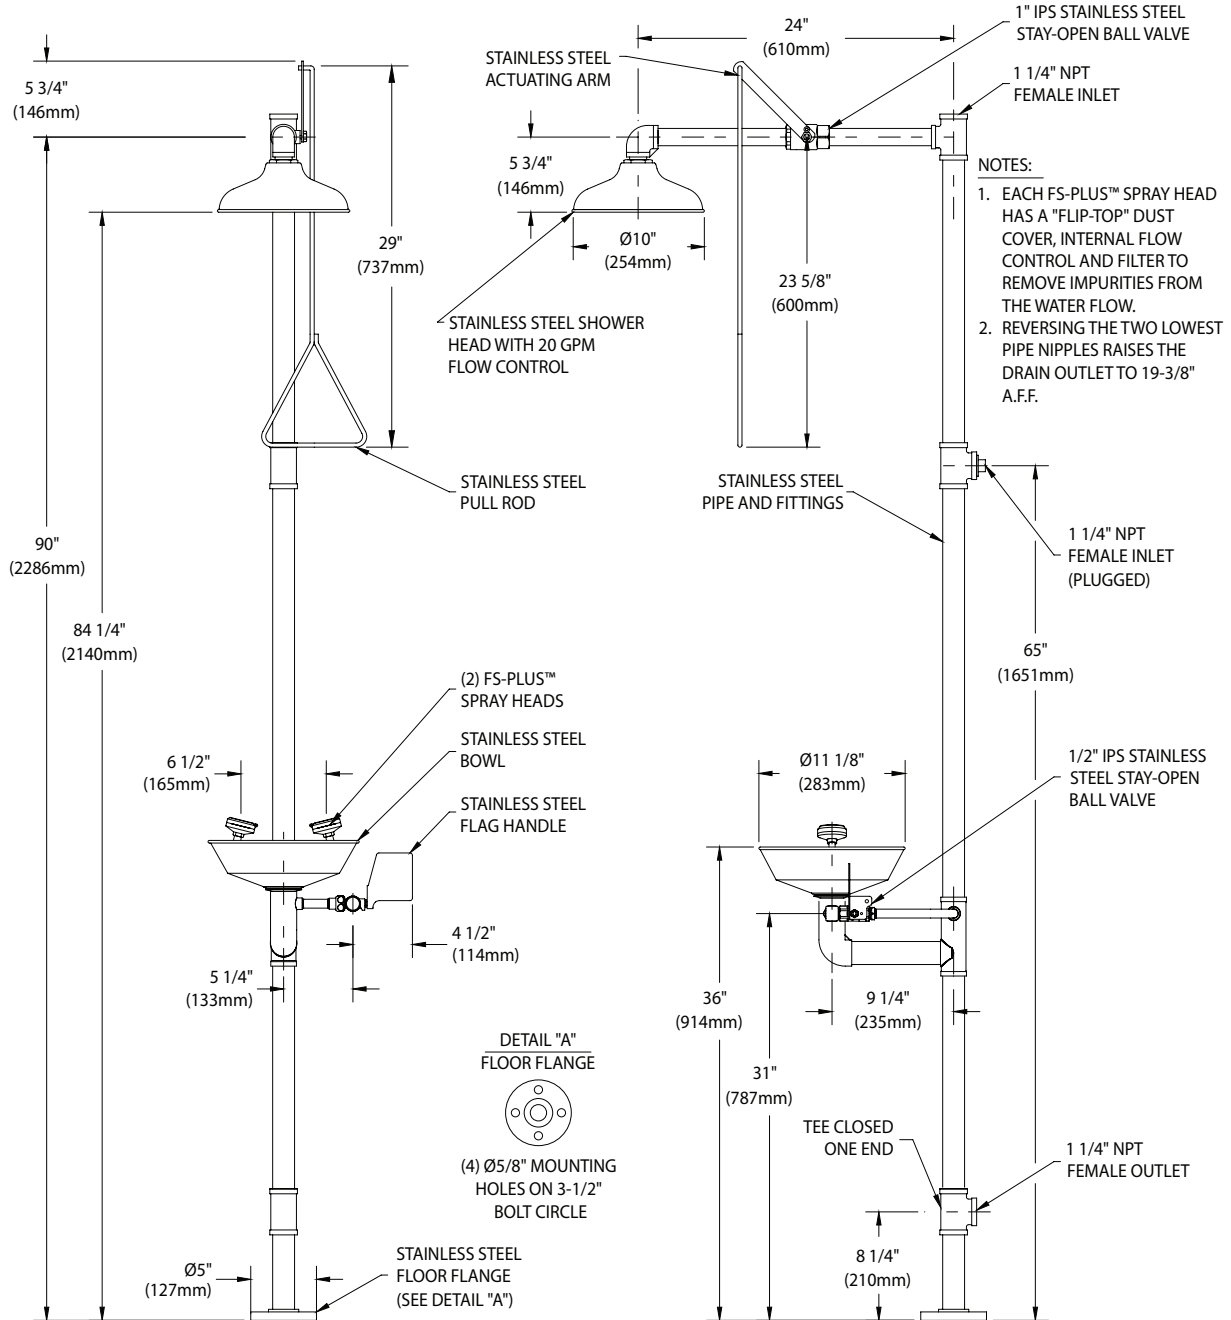 1" IPS STAINLESS STEEL
STAY-OPEN BALL VALVE
24"
(610mm)
STAINLESS STEEL
ACTUATING ARM
1 1/4" NPT
FEMALE INLET
5 3/4"
(146mm)
5 3/4"
(146mm)
NOTES:
1. EACH FS-PLUS™ SPRAY HEAD
HAS A "FLIP-TOP" DUST
COVER, INTERNAL FLOW
CONTROL AND FILTER TO
REMOVE IMPURITIES FROM
THE WATER FLOW.
2. REVERSING THE TWO LOWEST
PIPE NIPPLES RAISES THE
DRAIN OUTLET TO 19-3/8"
A.F.F.
29"
(737mm)
Ø10"
(254mm)
23 5/8"
(600mm)
STAINLESS STEEL SHOWER
HEAD WITH 20 GPM
FLOW CONTROL
STAINLESS STEEL
PULL ROD
STAINLESS STEEL
PIPE AND FITTINGS
1 1/4" NPT
FEMALE INLET
(PLUGGED)
90"
(2286mm)
84 1/4"
(2140mm)
65"
(1651mm)
(2) FS-PLUS™
SPRAY HEADS
STAINLESS STEEL
BOWL
STAINLESS STEEL
FLAG HANDLE
6 1/2"
(165mm)
Ø11 1/8"
(283mm)
1/2" IPS STAINLESS
STEEL STAY-OPEN
BALL VALVE
4 1/2"
(114mm)
5 1/4"
(133mm)
36"
(914mm)
9 1/4"
(235mm)
31"
(787mm)
DETAIL "A"
FLOOR FLANGE
(4) Ø5/8" MOUNTING
HOLES ON 3-1/2"
BOLT CIRCLE
TEE CLOSED
ONE END
1 1/4" NPT
FEMALE OUTLET
Ø5"
(127mm)
STAINLESS STEEL
FLOOR FLANGE
(SEE DETAIL "A")
8 1/4"
(210mm)